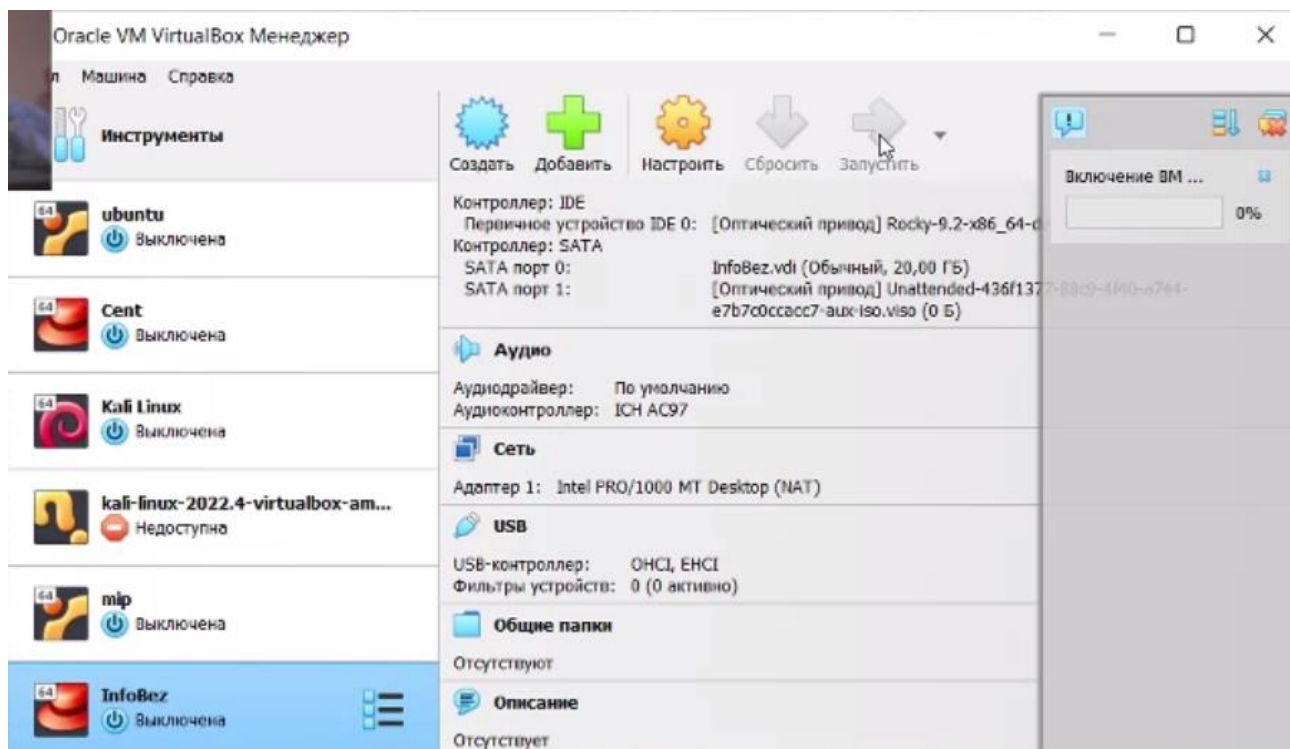 Oracle VM VirtualBox Менеджер
л Машина Справка
Инструменты
Создать Добавить Настроить Сбросить Запустить
64 ubuntu
Выключена
64 Cent
Выключена
64 Kali Linux
Выключена
kali-linux-2022.4-virtualbox-am...
Недоступна
64 mip
Выключена
64 InfoBez
Выключена
Контроллер: IDE
Первичное устройство IDE 0: [Оптический привод] Rocky-9.2-x86_64-d
Контроллер: SATA
SATA порт 0: InfoBez.vdi (Обычный, 20,00 ГБ)
SATA порт 1: [Оптический привод] Unattended-436f1377-
e7b7c0ccacc7-aux-iso.viso (0 Б)
Аудио
Аудиодрайвер: По умолчанию
Аудиоконтроллер: ICH AC97
Сеть
Адаптер 1: Intel PRO/1000 MT Desktop (NAT)
USB
USB-контроллер: OHCI, EHCI
Фильтры устройств: 0 (0 активно)
Общие папки
Отсутствуют
Описание
Отсутствует
Включение ВМ ...
0%